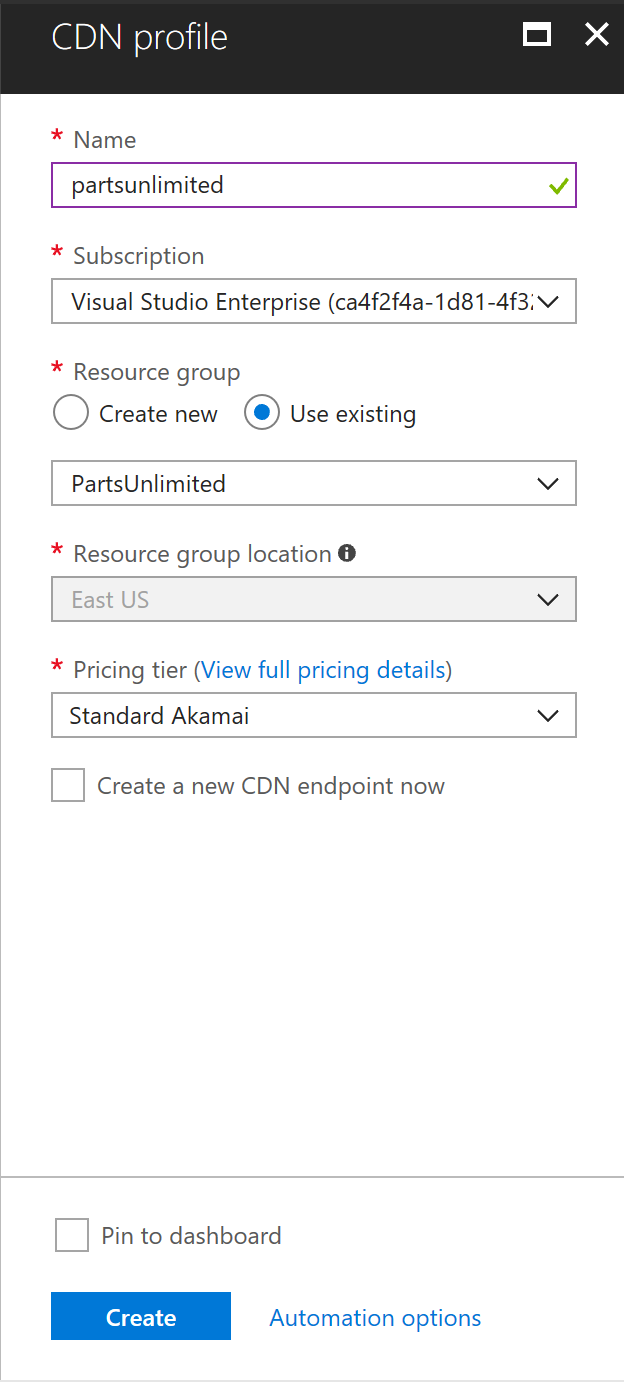 CDN profile
* Name
partsunlimited
* Subscription
Visual Studio Enterprise (ca4f2f4a-1d81-4f32
* Resource group
Create new Use existing
PartsUnlimited
* Resource group location
East US
* Pricing tier (View full pricing details)
Standard Akamai
Create a new CDN endpoint now
Pin to dashboard
Create Automation options